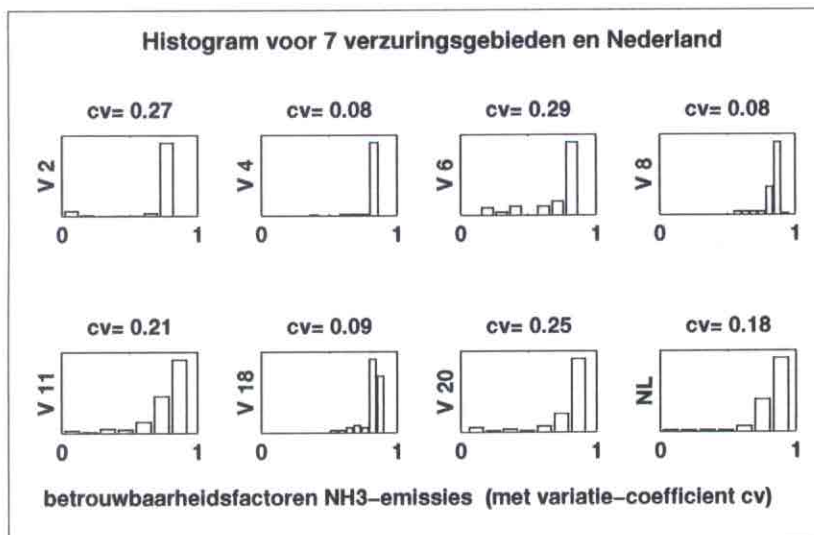 Histogram voor 7 verzuringsgebieden en Nederland
cv= 0.27 cv= 0.08 cv= 0.29 cv= 0.08
V 2 V 4 V 6 V 8
0 1 0 1 0 1 0 1
cv= 0.21 cv= 0.09 cv= 0.25 cv= 0.18
V 11 V 18 V 20 NL
0 1 0 1 0 1 0 1
betrouwbaarheidsfactoren NH3–emissies (met variatie–coefficient cv)